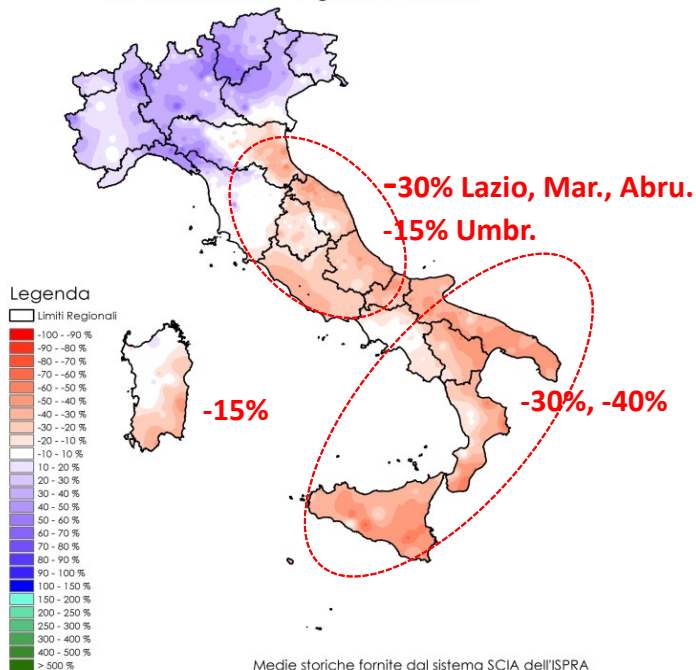 -30% Lazio, Mar., Abru.
-15% Umbr.
-15%
-30%, -40%
Legenda
Limiti Regionali
-100 - -90 %
-90 - -80 %
-80 - -70 %
-70 - -60 %
-60 - -50 %
-50 - -40 %
-40 - -30 %
-30 - -20 %
-20 - -10 %
-10 - 10 %
10 - 20 %
20 - 30 %
30 - 40 %
40 - 50 %
50 - 60 %
60 - 70 %
70 - 80 %
80 - 90 %
90 - 100 %
100 - 150 %
150 - 200 %
200 - 250 %
250 - 300 %
300 - 400 %
400 - 500 %
> 500 %
Medie storiche fornite dal sistema SCIA dell'ISPRA